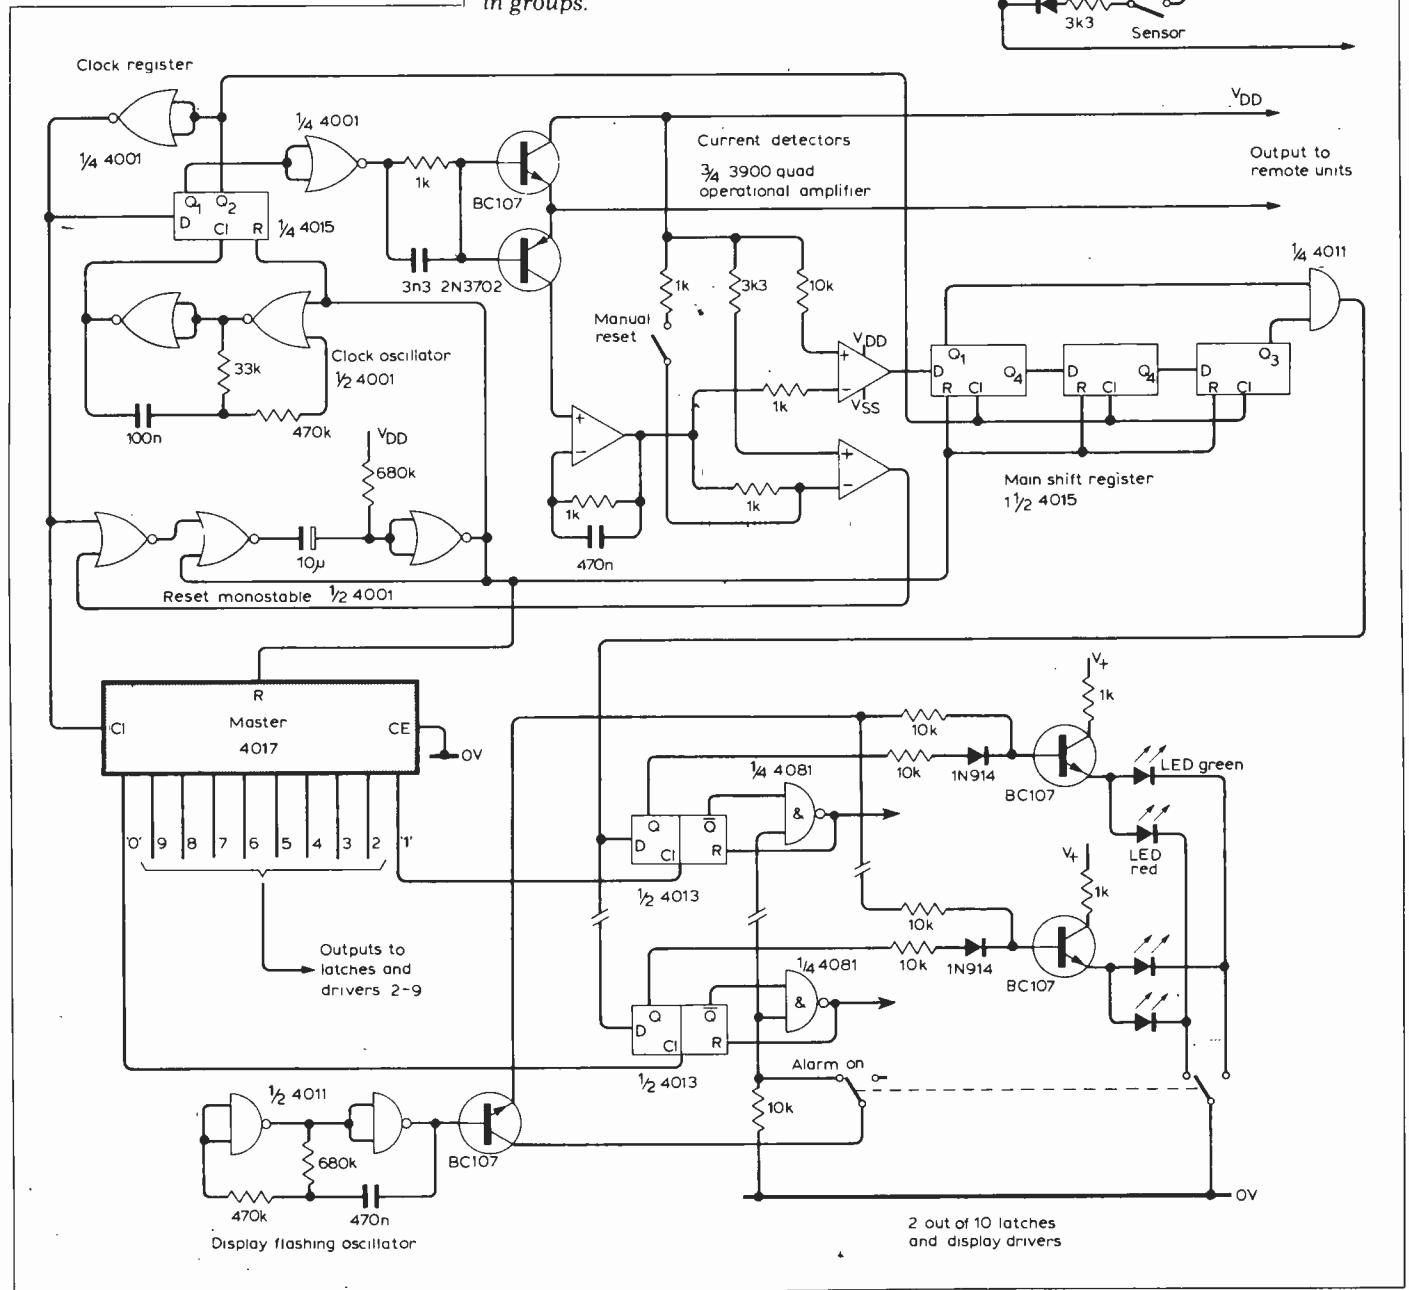 in groups.
3k3
Sensor
Clock register
1/4 4001
1/4 4001
1k
BC107
3n3 2N3702
Q1 Q2
D
Cl
R
1/4 4015
VDD
Current detectors
3/4 3900 quad
operational amplifier
Output to
remote units
1/4 4011
33k
Clock oscillator
1/2 4001
100n
470k
VDD
680k
10µ
Reset monostable 1/2 4001
1k
3k3
10k
Manual
reset
+
−
VDD
VSS
1k
+
−
1k
470n
+
−
1k
D
Q1
Q4
R Cl
D
Q4
R Cl
D
Q3
R Cl
Main shift register
1 1/2 4015
R
Master
4017
Cl
CE
0V
'0' 9 8 7 6 5 4 3 2 '1'
Outputs to
latches and
drivers 2-9
D
Q
Q̅
Cl
R
1/2 4013
1/4 4081
&
10k
10k
1N914
BC107
V+
1k
LED green
LED
red
D
Q
Q̅
Cl
R
1/2 4013
1/4 4081
&
10k
10k
1N914
BC107
V+
1k
Alarm on
10k
0V
1/2 4011
680k
470k
470n
BC107
Display flashing oscillator
2 out of 10 latches
and display drivers